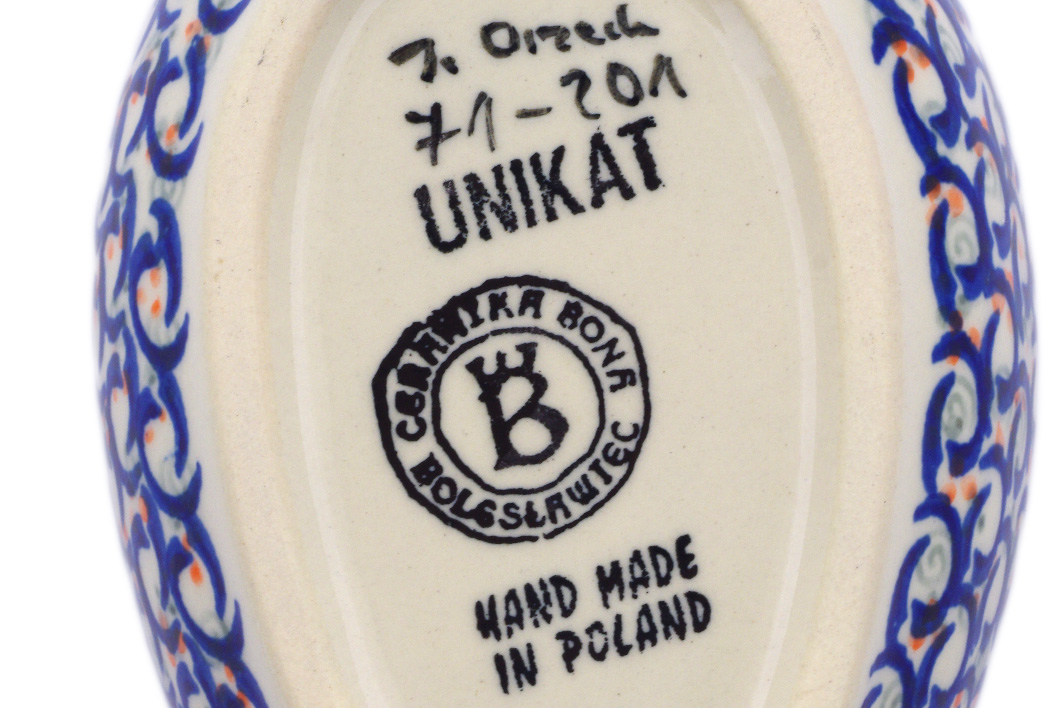 J. Orzech
71-201
UNIKAT
CERAMIKA BONA
B
BOLESŁAWIEC
HAND MADE
IN POLAND